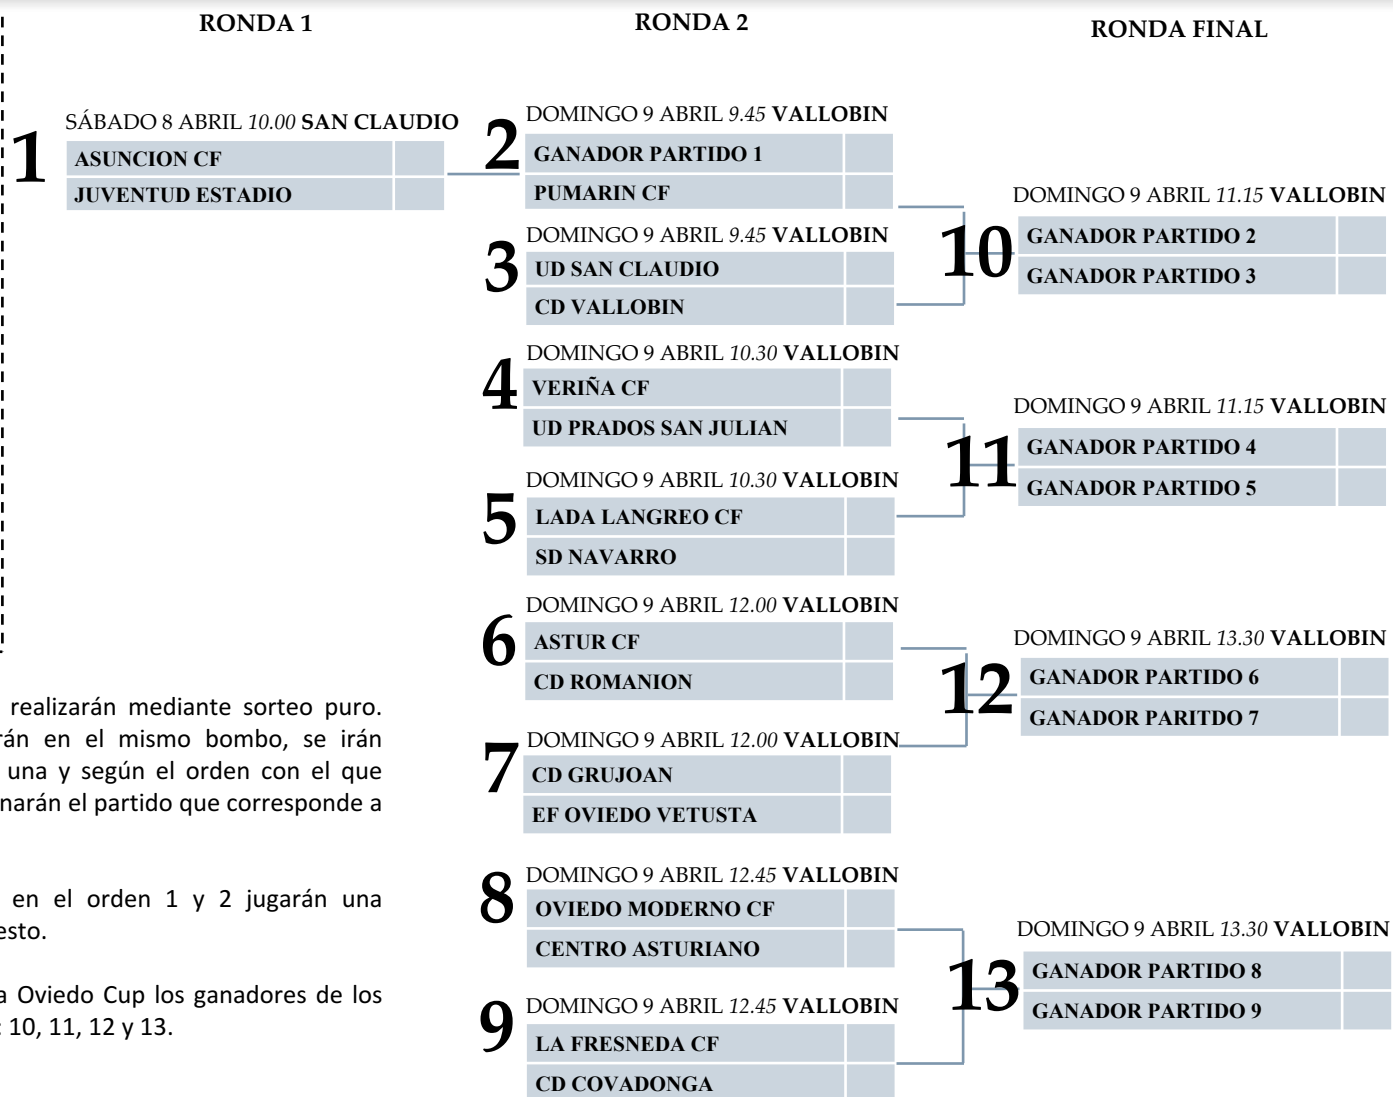 RONDA 1
RONDA 2
RONDA FINAL
1
SÁBADO 8 ABRIL 10.00 SAN CLAUDIO
ASUNCION CF
JUVENTUD ESTADIO
2
DOMINGO 9 ABRIL 9.45 VALLOBIN
GANADOR PARTIDO 1
PUMARIN CF
3
DOMINGO 9 ABRIL 9.45 VALLOBIN
UD SAN CLAUDIO
CD VALLOBIN
4
DOMINGO 9 ABRIL 10.30 VALLOBIN
VERIÑA CF
UD PRADOS SAN JULIAN
5
DOMINGO 9 ABRIL 10.30 VALLOBIN
LADA LANGREO CF
SD NAVARRO
6
DOMINGO 9 ABRIL 12.00 VALLOBIN
ASTUR CF
CD ROMANION
7
DOMINGO 9 ABRIL 12.00 VALLOBIN
CD GRUJOAN
EF OVIEDO VETUSTA
8
DOMINGO 9 ABRIL 12.45 VALLOBIN
OVIEDO MODERNO CF
CENTRO ASTURIANO
9
DOMINGO 9 ABRIL 12.45 VALLOBIN
LA FRESNEDA CF
CD COVADONGA
10
DOMINGO 9 ABRIL 11.15 VALLOBIN
GANADOR PARTIDO 2
GANADOR PARTIDO 3
11
DOMINGO 9 ABRIL 11.15 VALLOBIN
GANADOR PARTIDO 4
GANADOR PARTIDO 5
12
DOMINGO 9 ABRIL 13.30 VALLOBIN
GANADOR PARTIDO 6
GANADOR PARITDO 7
13
DOMINGO 9 ABRIL 13.30 VALLOBIN
GANADOR PARTIDO 8
GANADOR PARTIDO 9
realizarán mediante sorteo puro.
rán en el mismo bombo, se irán
una y según el orden con el que
narán el partido que corresponde a
en el orden 1 y 2 jugarán una
esto.
a Oviedo Cup los ganadores de los
: 10, 11, 12 y 13.